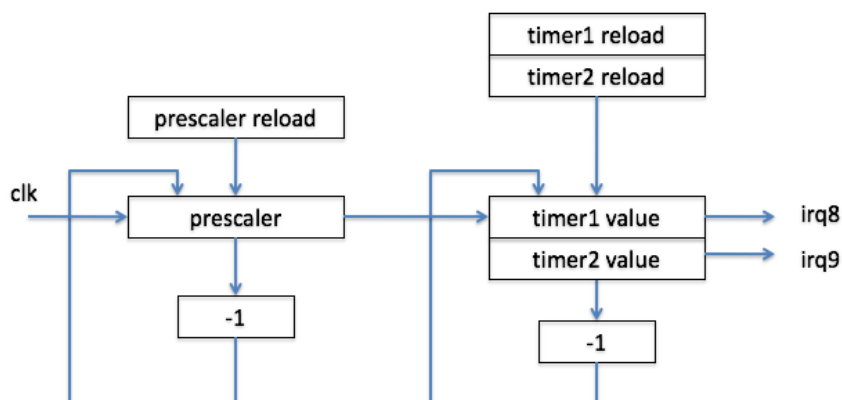 timer1 reload
timer2 reload
prescaler reload
clk
prescaler
timer1 value
irq8
timer2 value
irq9
-1
-1